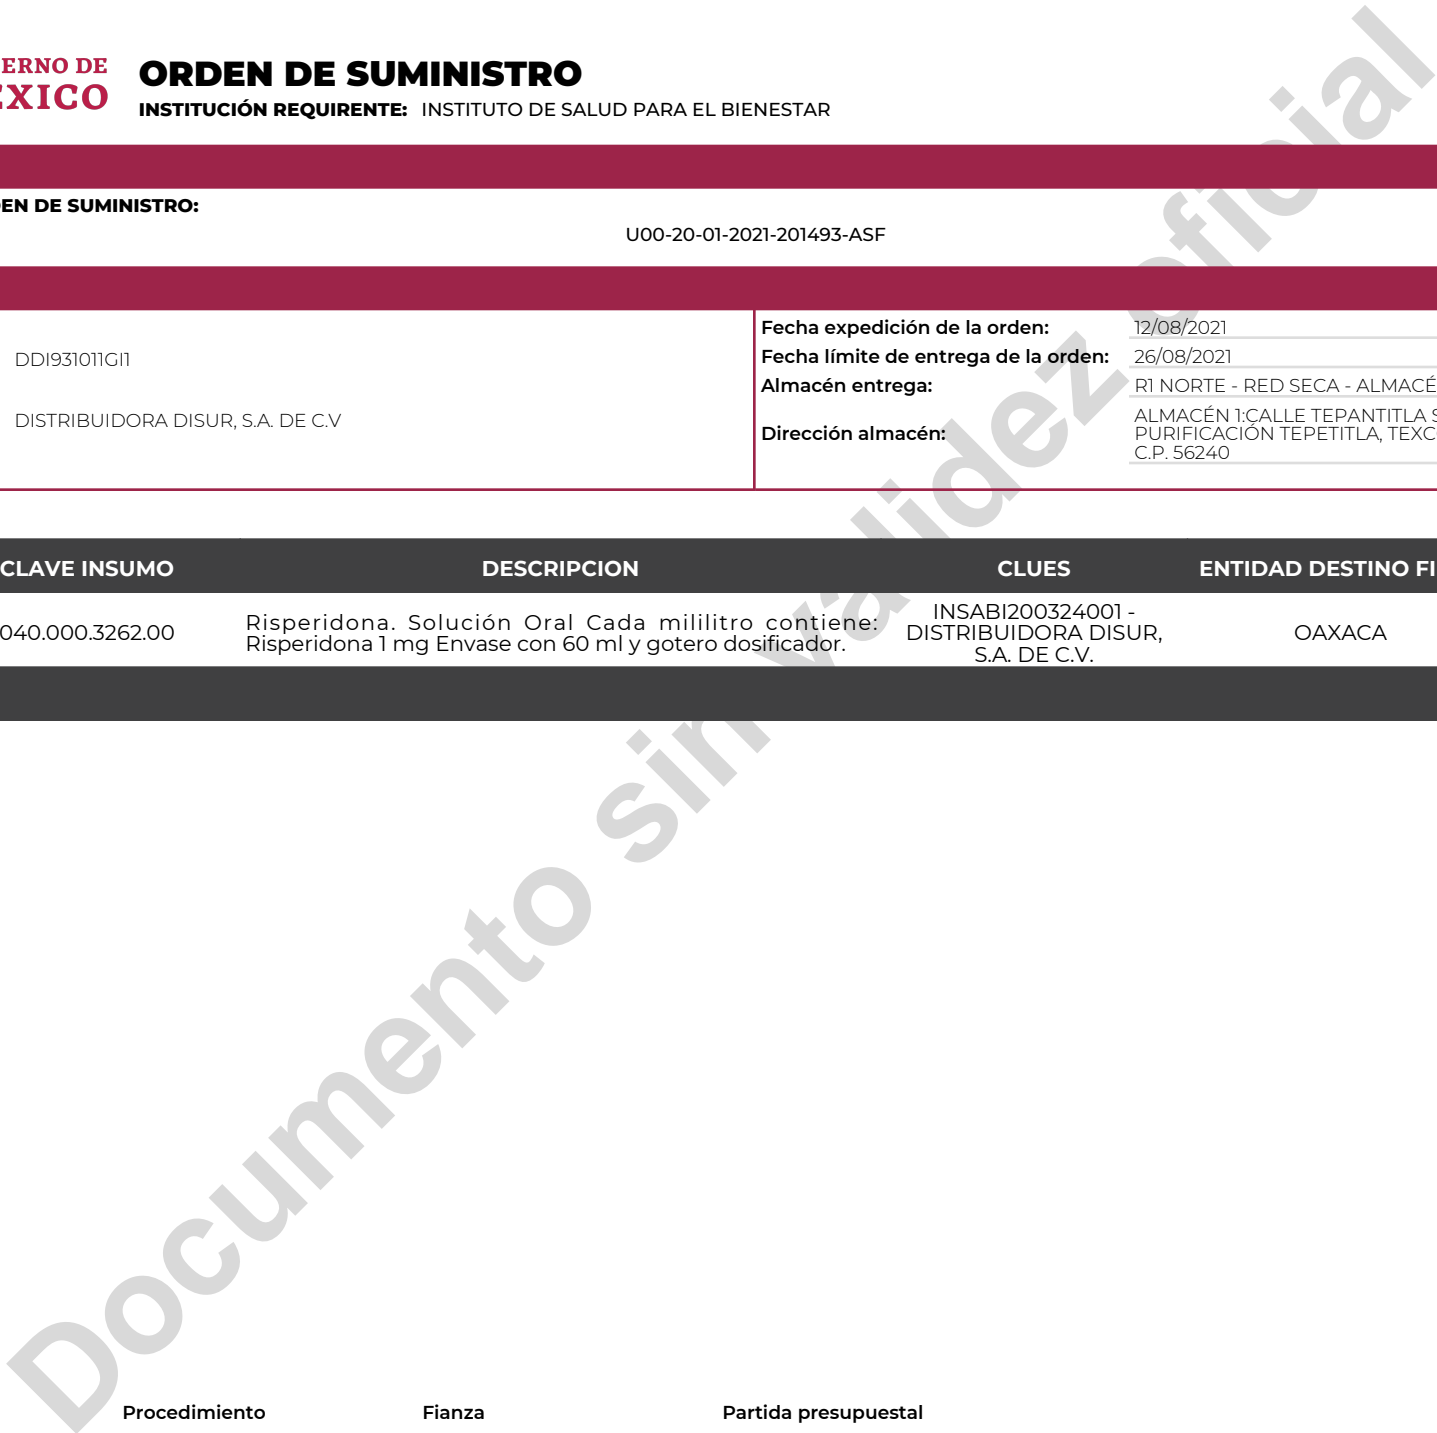 ERNO DE
EXICO
ORDEN DE SUMINISTRO
INSTITUCIÓN REQUIRENTE: INSTITUTO DE SALUD PARA EL BIENESTAR
EN DE SUMINISTRO:
U00-20-01-2021-201493-ASF
DDI931011GI1
DISTRIBUIDORA DISUR, S.A. DE C.V
Fecha expedición de la orden: 12/08/2021
Fecha límite de entrega de la orden: 26/08/2021
Almacén entrega: R1 NORTE - RED SECA - ALMACÉ
Dirección almacén:
ALMACÉN 1:CALLE TEPANTITLA S
PURIFICACIÓN TEPETITLA, TEXC
C.P. 56240
CLAVE INSUMO DESCRIPCION CLUES ENTIDAD DESTINO FI
040.000.3262.00
Risperidona. Solución Oral Cada mililitro contiene:
Risperidona 1 mg Envase con 60 ml y gotero dosificador.
INSABI200324001 -
DISTRIBUIDORA DISUR,
S.A. DE C.V.
OAXACA
Documento sin validez oficial
Procedimiento Fianza Partida presupuestal